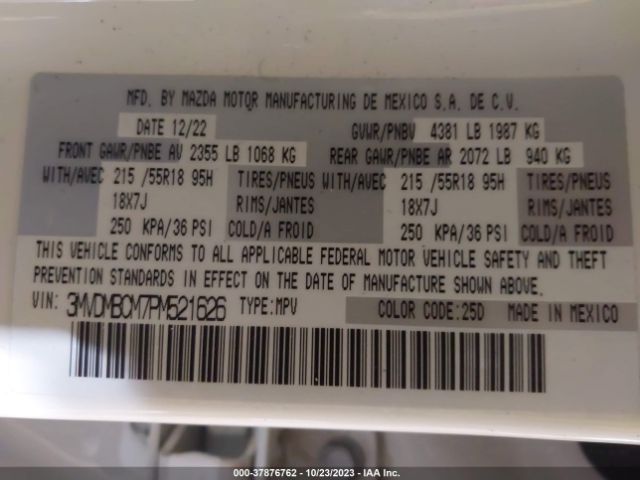 MFD. BY MAZDA MOTOR MANUFACTURING DE MEXICO S.A. DE C.V.
DATE 12/22 GVWR/PNBV 4381 LB 1987 KG
FRONT GAWR/PNBE AV 2355 LB 1068 KG REAR GAWR/PNBE AR 2072 LB 940 KG
WITH/AVEC 215 /55R18 95H TIRES/PNEUS WITH/AVEC 215 /55R18 95H TIRES/PNEUS
18X7J RIMS/JANTES 18X7J RIMS/JANTES
250 KPA/36 PSI COLD/A FROID 250 KPA/36 PSI COLD/A FROID
THIS VEHICLE CONFORMS TO ALL APPLICABLE FEDERAL MOTOR VEHICLE SAFETY AND THEFT
PREVENTION STANDARDS IN EFFECT ON THE DATE OF MANUFACTURE SHOWN ABOVE.
VIN: 3MVDMBCM7PM521626 TYPE:MPV COLOR CODE:25D MADE IN MEXICO
000-37876762 - 10/23/2023 - IAA Inc.